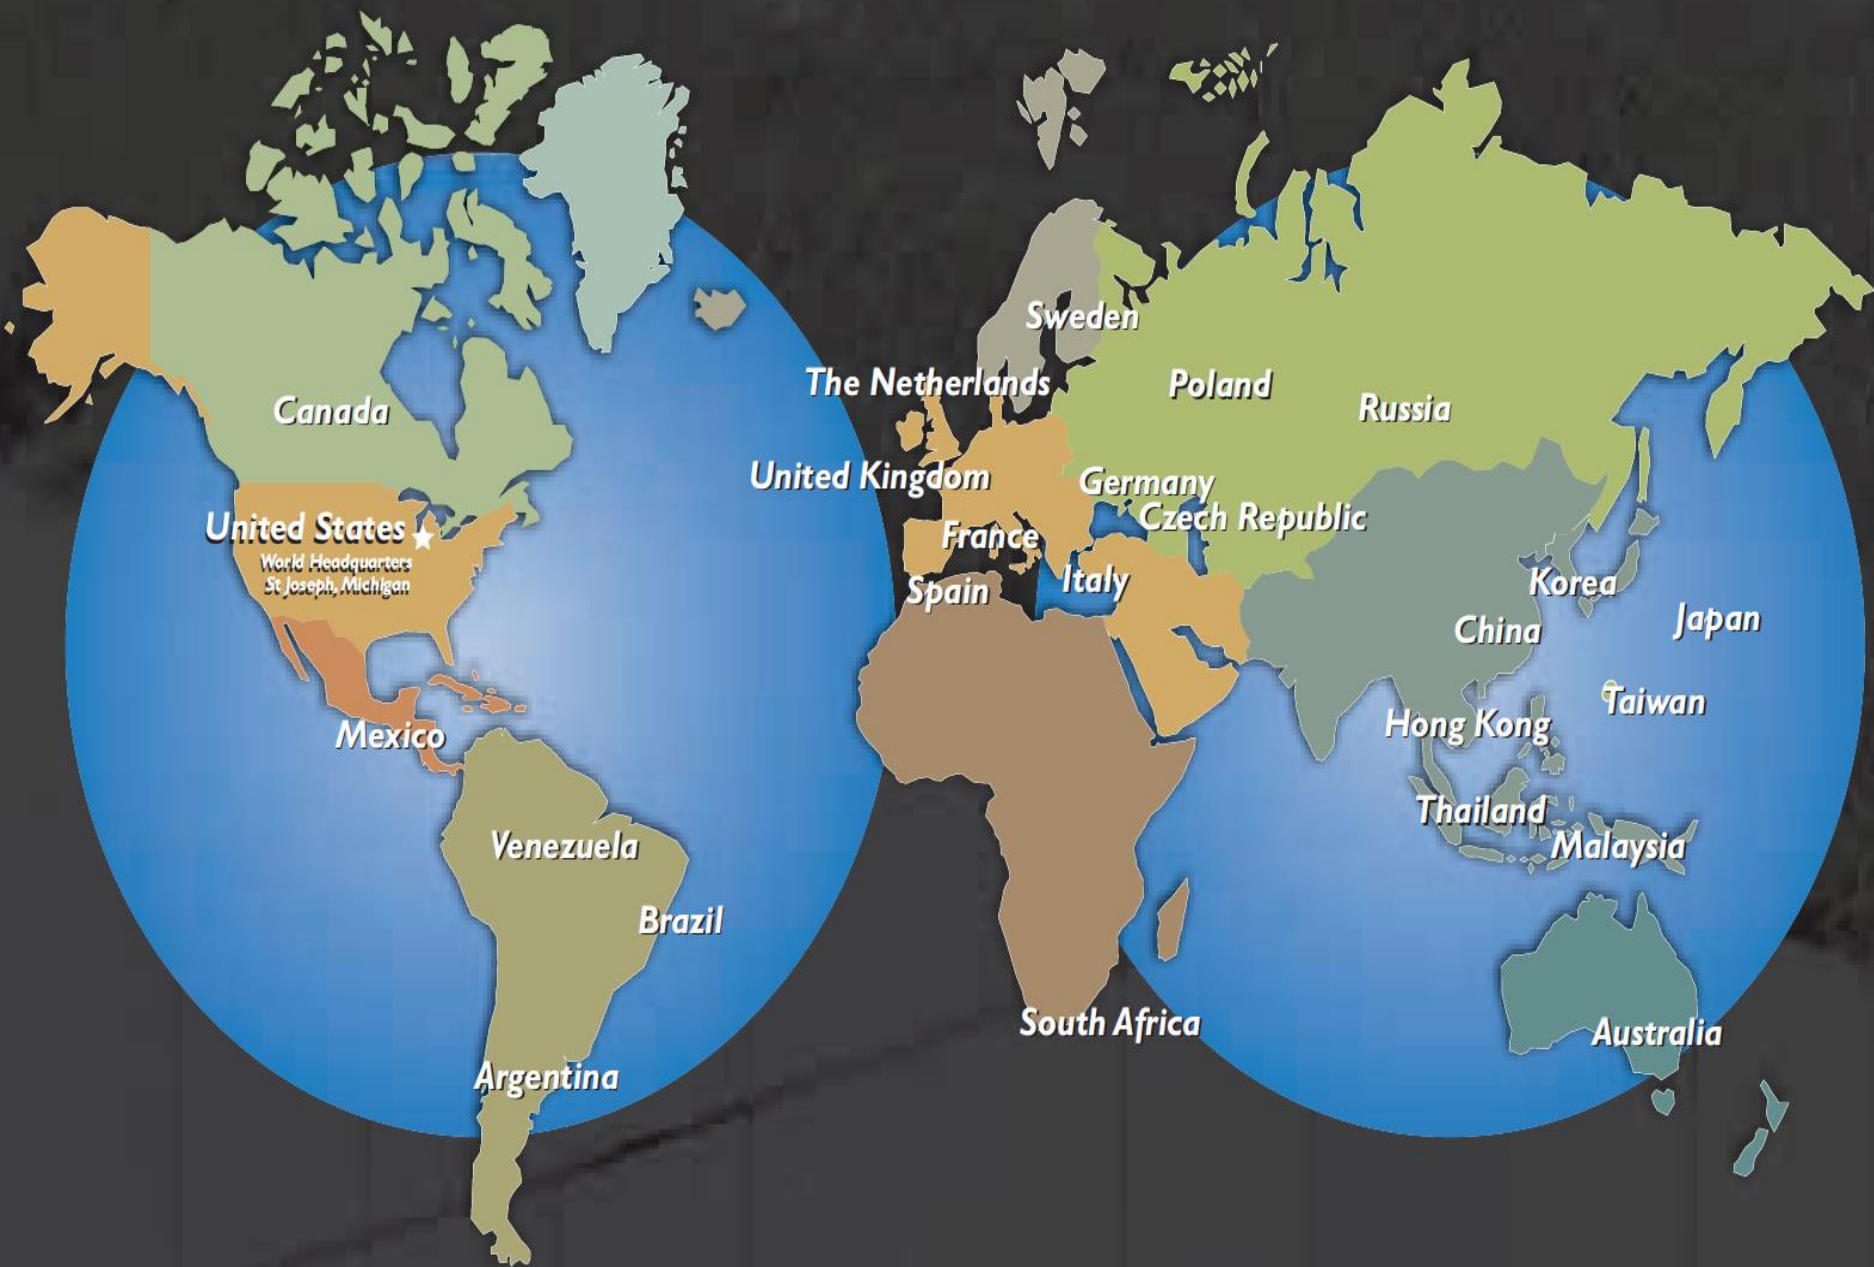 Sweden
The Netherlands
Poland
Russia
Canada
United Kingdom
Germany
Czech Republic
United States
World Headquarters
St Joseph, Michigan
France
Spain
Italy
Korea
China
Japan
Taiwan
Hong Kong
Mexico
Thailand
Malaysia
Venezuela
Brazil
South Africa
Australia
Argentina